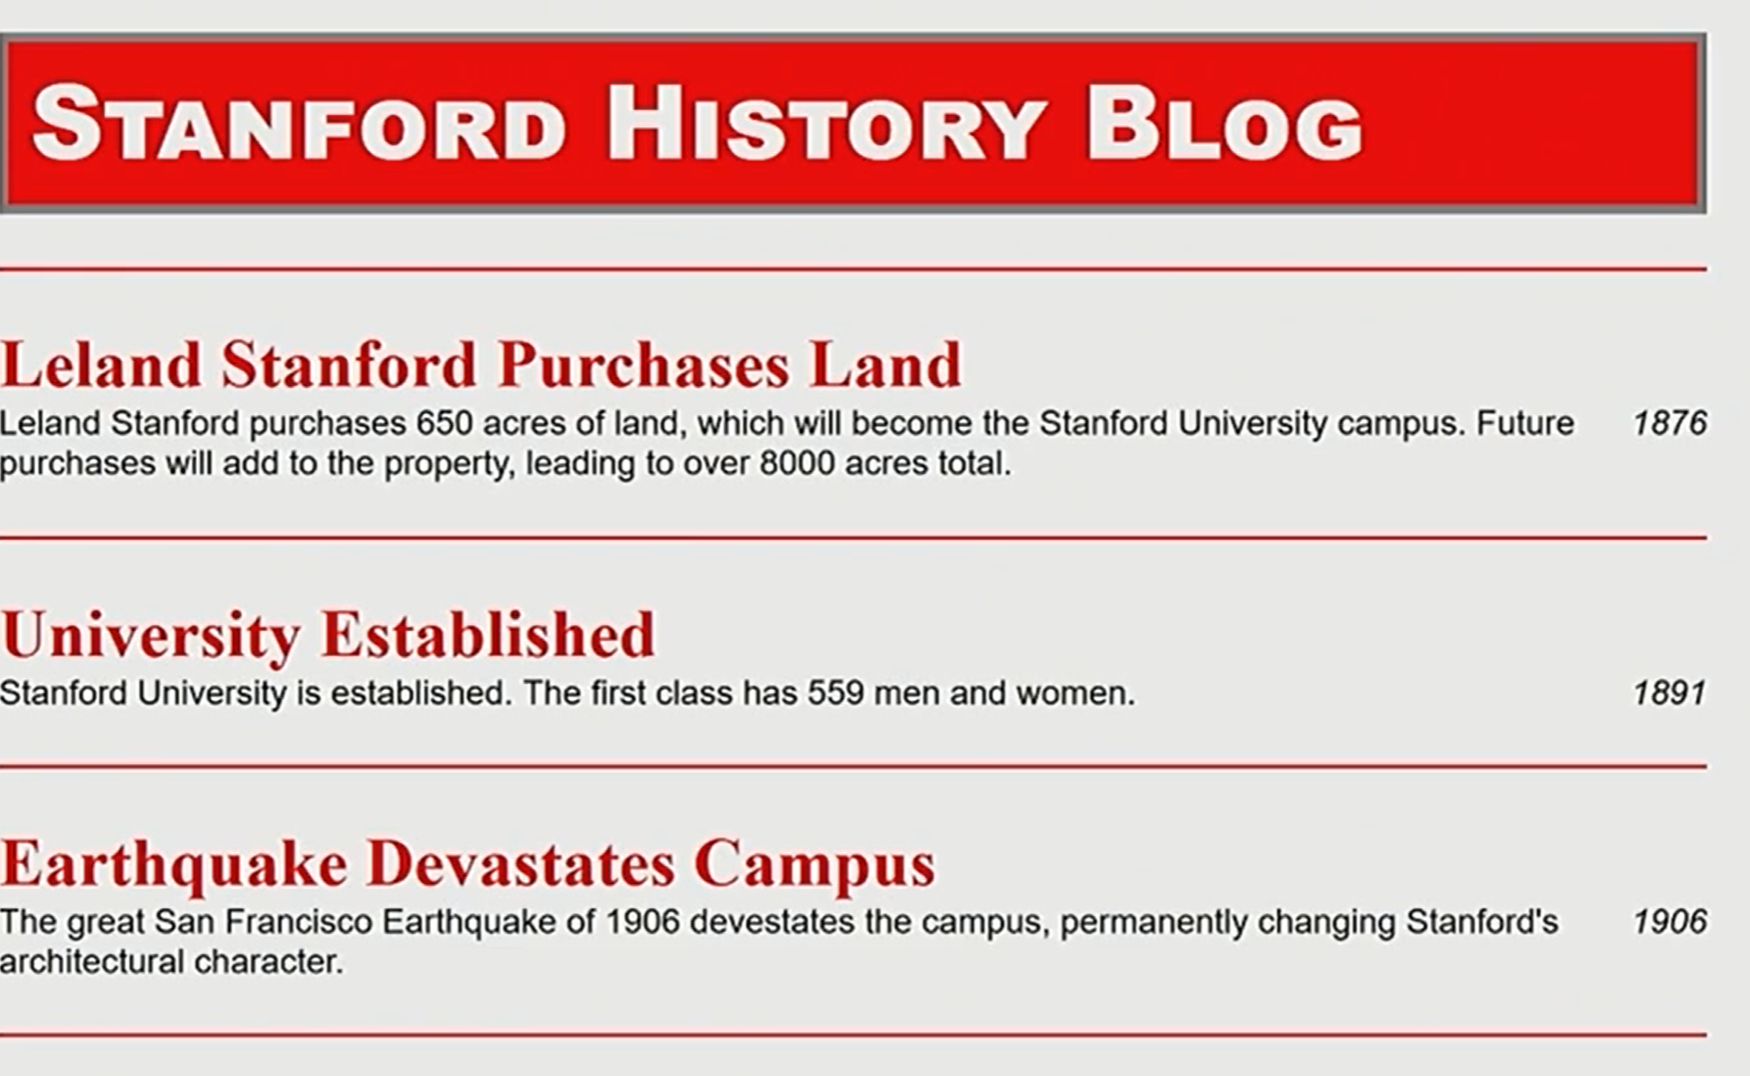 Stanford History Blog
Leland Stanford Purchases Land
Leland Stanford purchases 650 acres of land, which will become the Stanford University campus. Future 1876
purchases will add to the property, leading to over 8000 acres total.
University Established
Stanford University is established. The first class has 559 men and women. 1891
Earthquake Devastates Campus
The great San Francisco Earthquake of 1906 devestates the campus, permanently changing Stanford's 1906
architectural character.